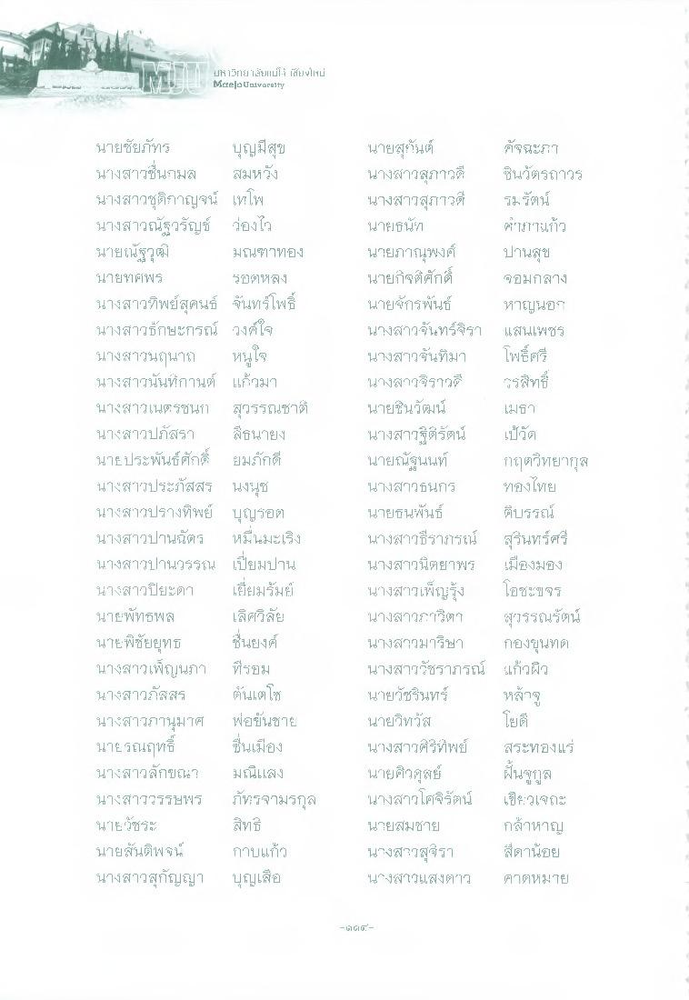 มหาวิทยาลัยแม่โจ้ เชียงใหม่
Maejo University
นายชัยภัทร บุญมีสุข
นางสาวชื่นกมล สมหวัง
นางสาวชุติกาญจน์ เทโพ
นางสาวณัฐวรัญช์ ว่องไว
นายณัฐวุฒิ มณฑาทอง
นายทศพร รอดหลง
นางสาวทิพย์สุคนธ์ จันทร์โพธิ์
นางสาวธักษะกรณ์ วงค์ใจ
นางสาวนฤนาถ หนูใจ
นางสาวนันทิกานต์ แก้วมา
นางสาวเนตรชนก สุวรรณชาติ
นางสาวปภัสรา ลีธนายง
นายประพันธ์ศักดิ์ ยมภักดี
นางสาวประภัสสร นงนุช
นางสาวปรางทิพย์ บุญรอด
นางสาวปานฉัตร หมื่นมะเริง
นางสาวปานวรรณ เปี่ยมปาน
นางสาวปิยะดา เยี่ยมรัมย์
นายพัทธพล เลิศวิลัย
นายพิชัยยุทธ ชื่นยงค์
นางสาวเพ็ญนภา ทีรอม
นางสาวภัสสร ตันเตโช
นางสาวภานุมาศ พ่อขันชาย
นายรณฤทธิ์ ชื่นเมือง
นางสาวลักขณา มณีแสง
นางสาววรรษพร ภัทรจามรกุล
นายวัชระ สิทธิ
นายสันติพจน์ กาบแก้ว
นางสาวสุกัญญา บุญเสือ
นายสุกันต์ คัจฉะภา
นางสาวสุภาวดี ชินวัตรถาวร
นางสาวสุภาวดี รมรัตน์
นายธนัท คำภาแก้ว
นายภาณุพงศ์ ปานสุข
นายกิจติศักดิ์ จอมกลาง
นายจักรพันธ์ หาญนอก
นางสาวจันทร์จิรา แสนเพชร
นางสาวจันทิมา โพธิ์ศรี
นางสาวจิราวดี วรสิทธิ์
นายชินวัฒน์ เมธา
นางสาวฐิติรัตน์ เป้วัด
นายณัฐนนท์ กฤตวิทยากุล
นางสาวธนกร ทองไทย
นายธนพันธ์ ติบรรณ์
นางสาวธีราภรณ์ สุรินทร์ศรี
นางสาวนิตยาพร เมืองมอง
นางสาวเพ็ญรุ้ง โอชะขจร
นางสาวภาวิตา สุวรรณรัตน์
นางสาวมาริษา กองขุนทด
นางสาววัชราภรณ์ แก้วผิว
นายวัชรินทร์ หล้าจู
นายวิทวัส โยดี
นางสาวศิริทิพย์ สระทองแร่
นายศิวดุลย์ ฝั้นจูกูล
นางสาวโศจิรัตน์ เขียวเจถะ
นายสมชาย กล้าหาญ
นางสาวสุจิรา สีดาน้อย
นางสาวแสงดาว คาดหมาย
-๑๑๙-